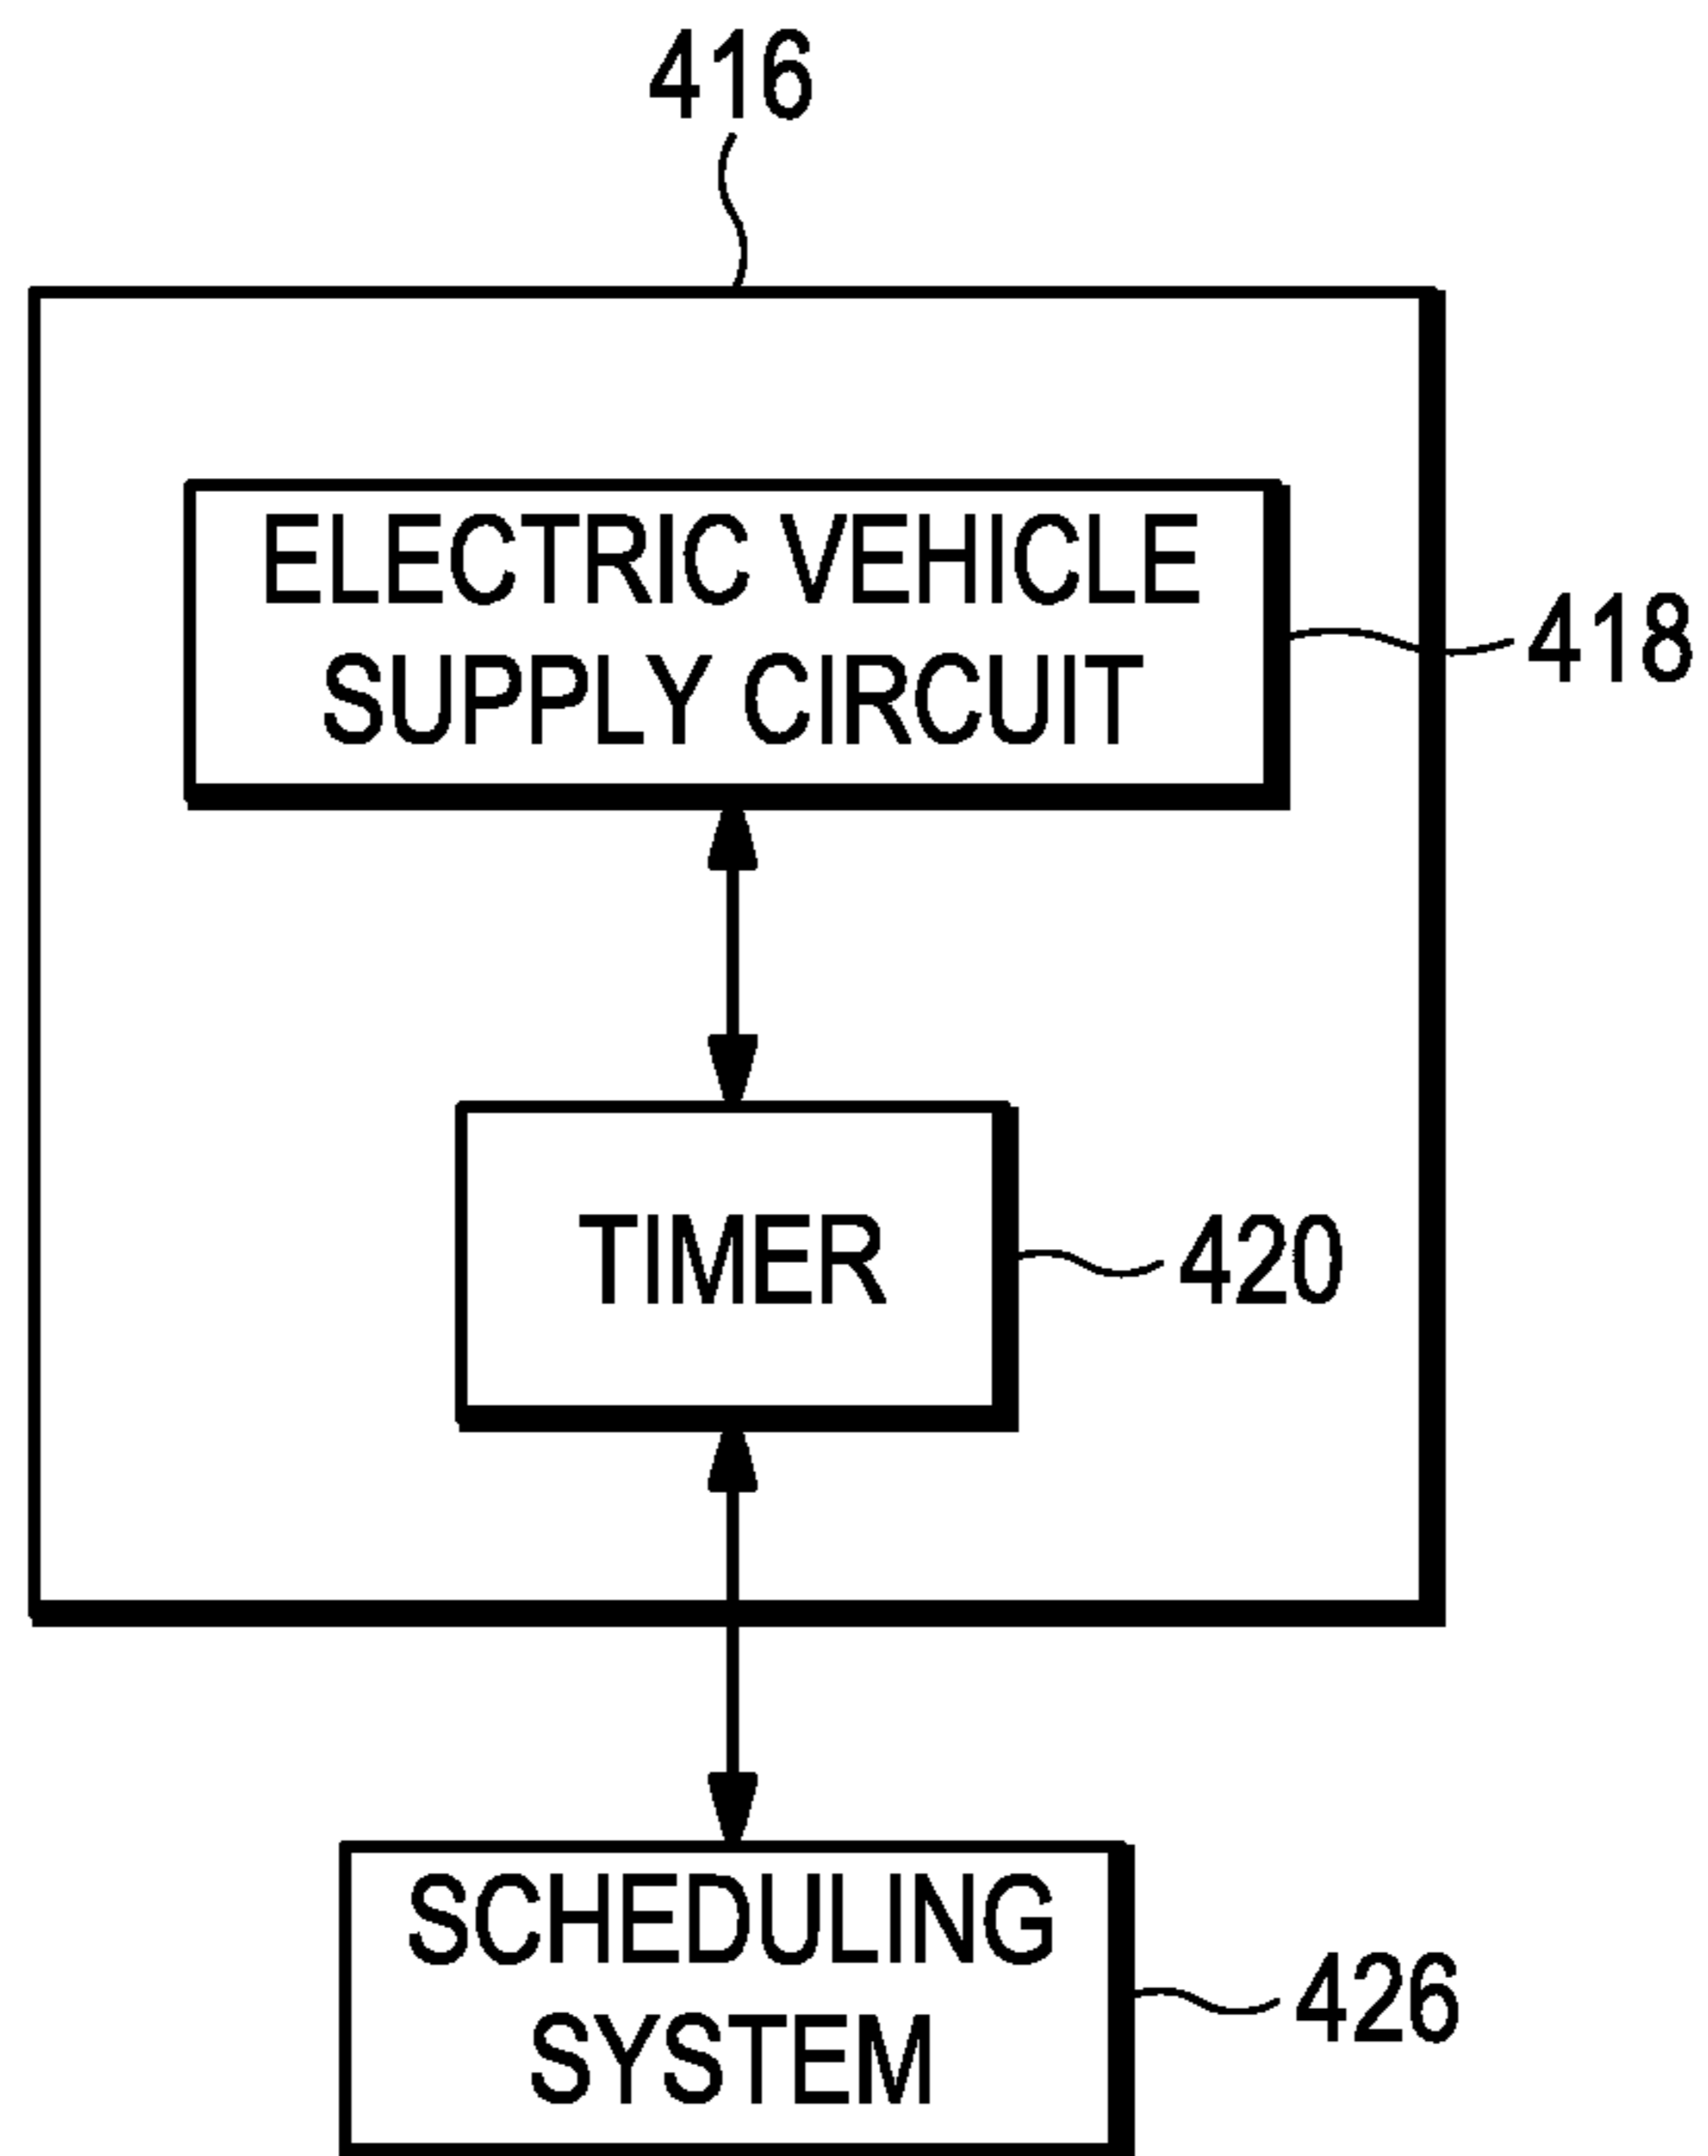 416
ELECTRIC VEHICLE
SUPPLY CIRCUIT
418
TIMER
420
SCHEDULING
SYSTEM
426